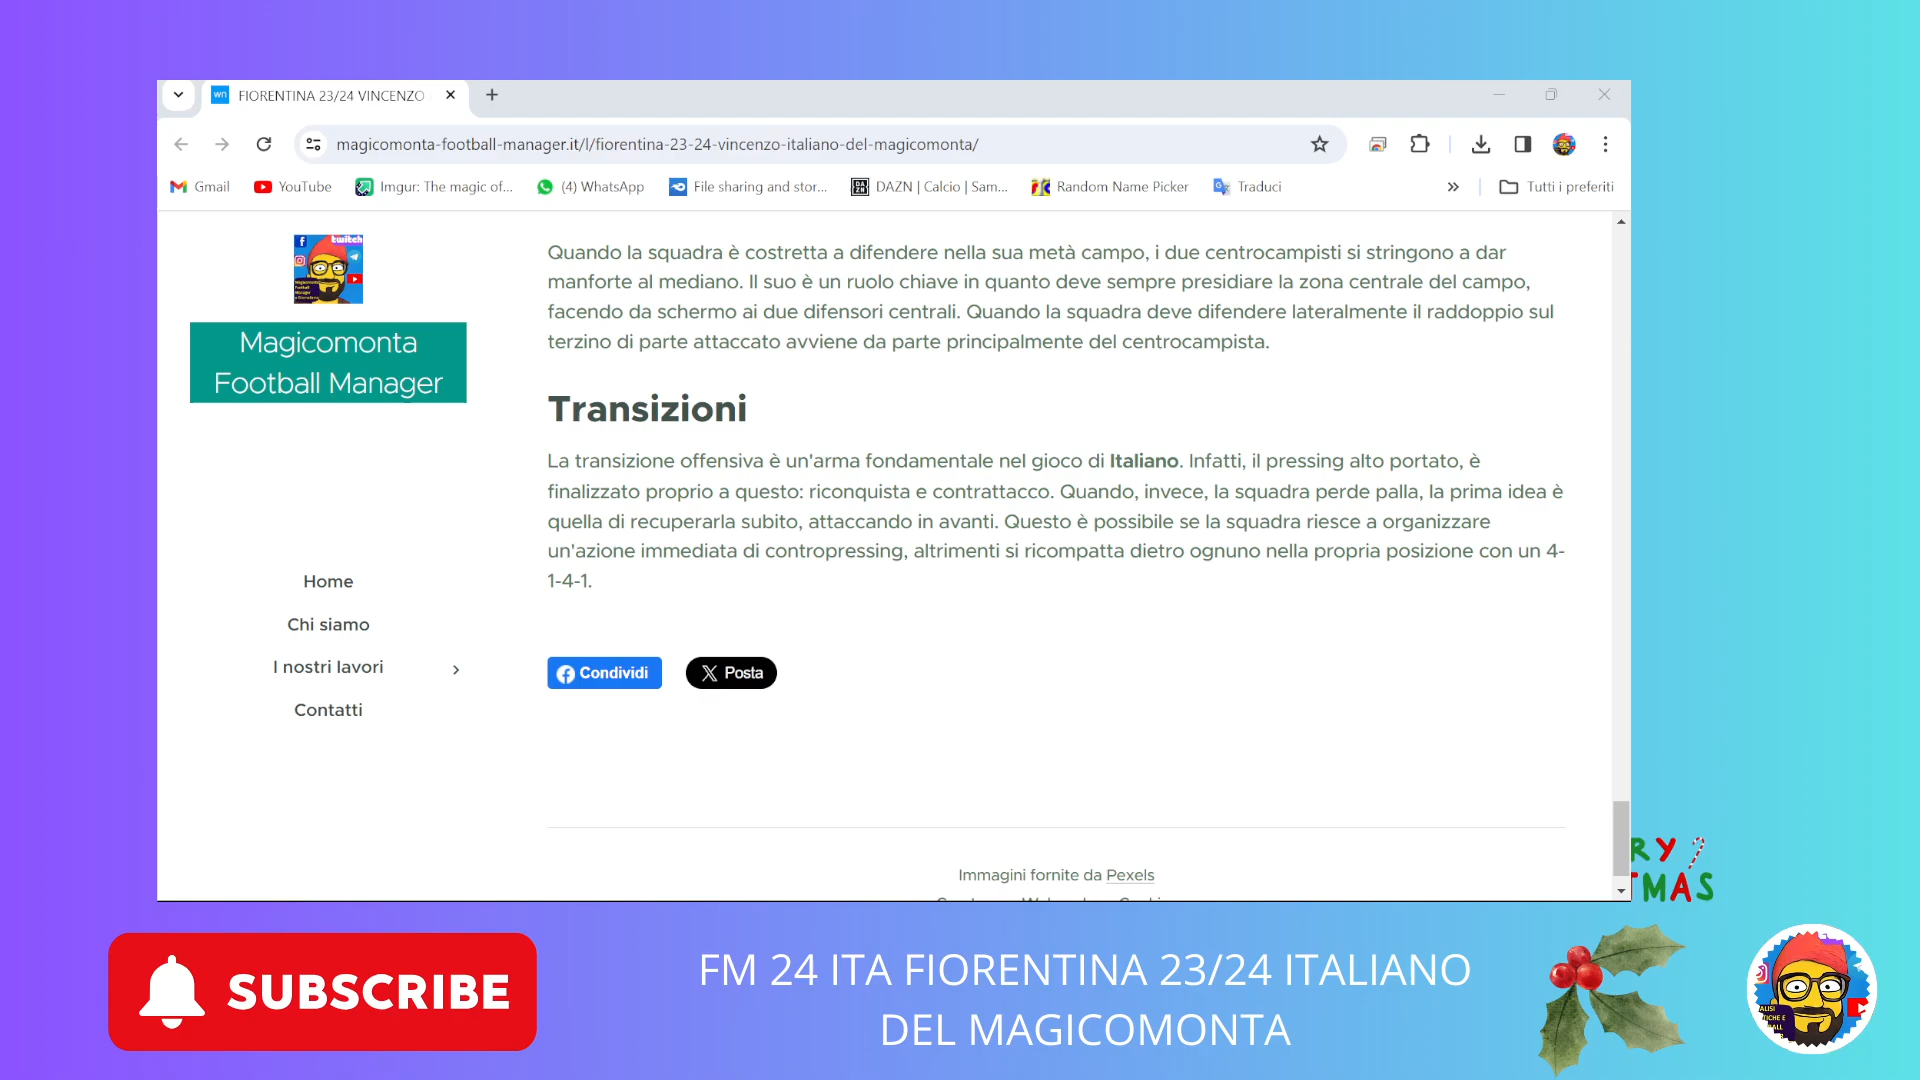 FIORENTINA 23/24 VINCENZO
magicomonta-football-manager.it/l/fiorentina-23-24-vincenzo-italiano-del-magicomonta/
Gmail
YouTube
Imgur: The magic of...
(4) WhatsApp
File sharing and stor...
DAZN | Calcio | Sam...
Random Name Picker
Traduci
Tutti i preferiti
twitch
Magicomonta
Football Manager
Home
Chi siamo
I nostri lavori
Contatti
Quando la squadra è costretta a difendere nella sua metà campo, i due centrocampisti si stringono a dar
manforte al mediano. Il suo è un ruolo chiave in quanto deve sempre presidiare la zona centrale del campo,
facendo da schermo ai due difensori centrali. Quando la squadra deve difendere lateralmente il raddoppio sul
terzino di parte attaccato avviene da parte principalmente del centrocampista.
Transizioni
La transizione offensiva è un'arma fondamentale nel gioco di Italiano. Infatti, il pressing alto portato, è
finalizzato proprio a questo: riconquista e contrattacco. Quando, invece, la squadra perde palla, la prima idea è
quella di recuperarla subito, attaccando in avanti. Questo è possibile se la squadra riesce a organizzare
un'azione immediata di contropressing, altrimenti si ricompatta dietro ognuno nella propria posizione con un 4-
1-4-1.
Condividi
Posta
Immagini fornite da Pexels
RY
TMAS
SUBSCRIBE
FM 24 ITA FIORENTINA 23/24 ITALIANO
DEL MAGICOMONTA